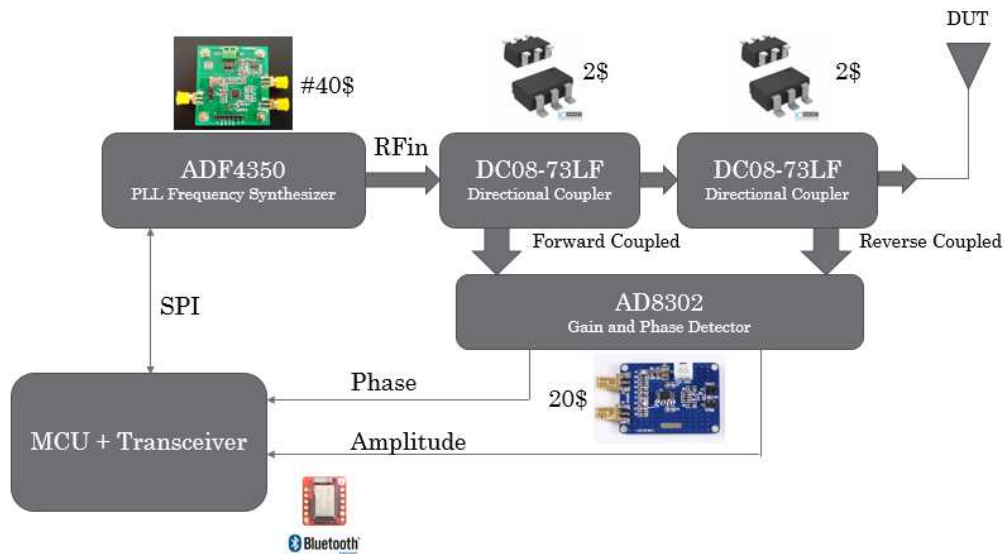 DUT
#40$
2$
2$
ADF4350
PLL Frequency Synthesizer
RFin
DC08-73LF
Directional Coupler
DC08-73LF
Directional Coupler
Forward Coupled
Reverse Coupled
AD8302
Gain and Phase Detector
SPI
20$
Phase
Amplitude
MCU + Transceiver
Bluetooth